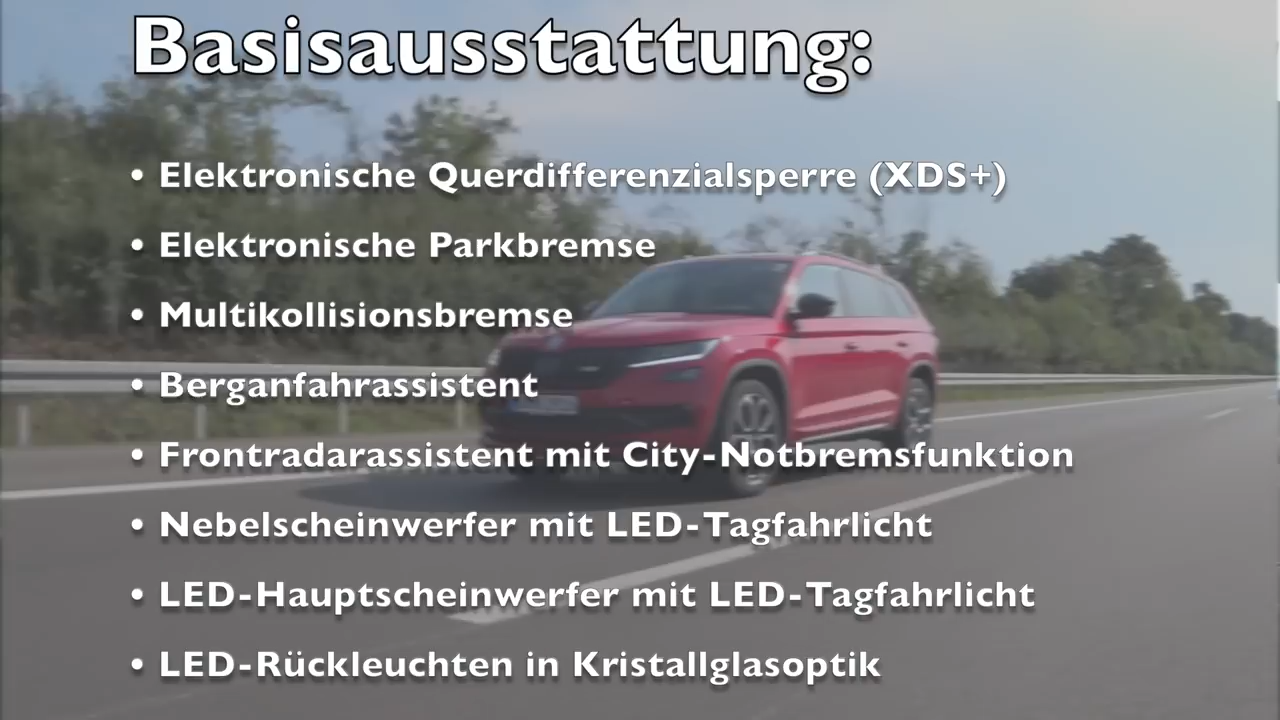 Basisausstattung:
• Elektronische Querdifferenzialsperre (XDS+)
• Elektronische Parkbremse
• Multikollisionsbremse
• Berganfahrassistent
• Frontradarassistent mit City-Notbremsfunktion
• Nebelscheinwerfer mit LED-Tagfahrlicht
• LED-Hauptscheinwerfer mit LED-Tagfahrlicht
• LED-Rückleuchten in Kristallglasoptik